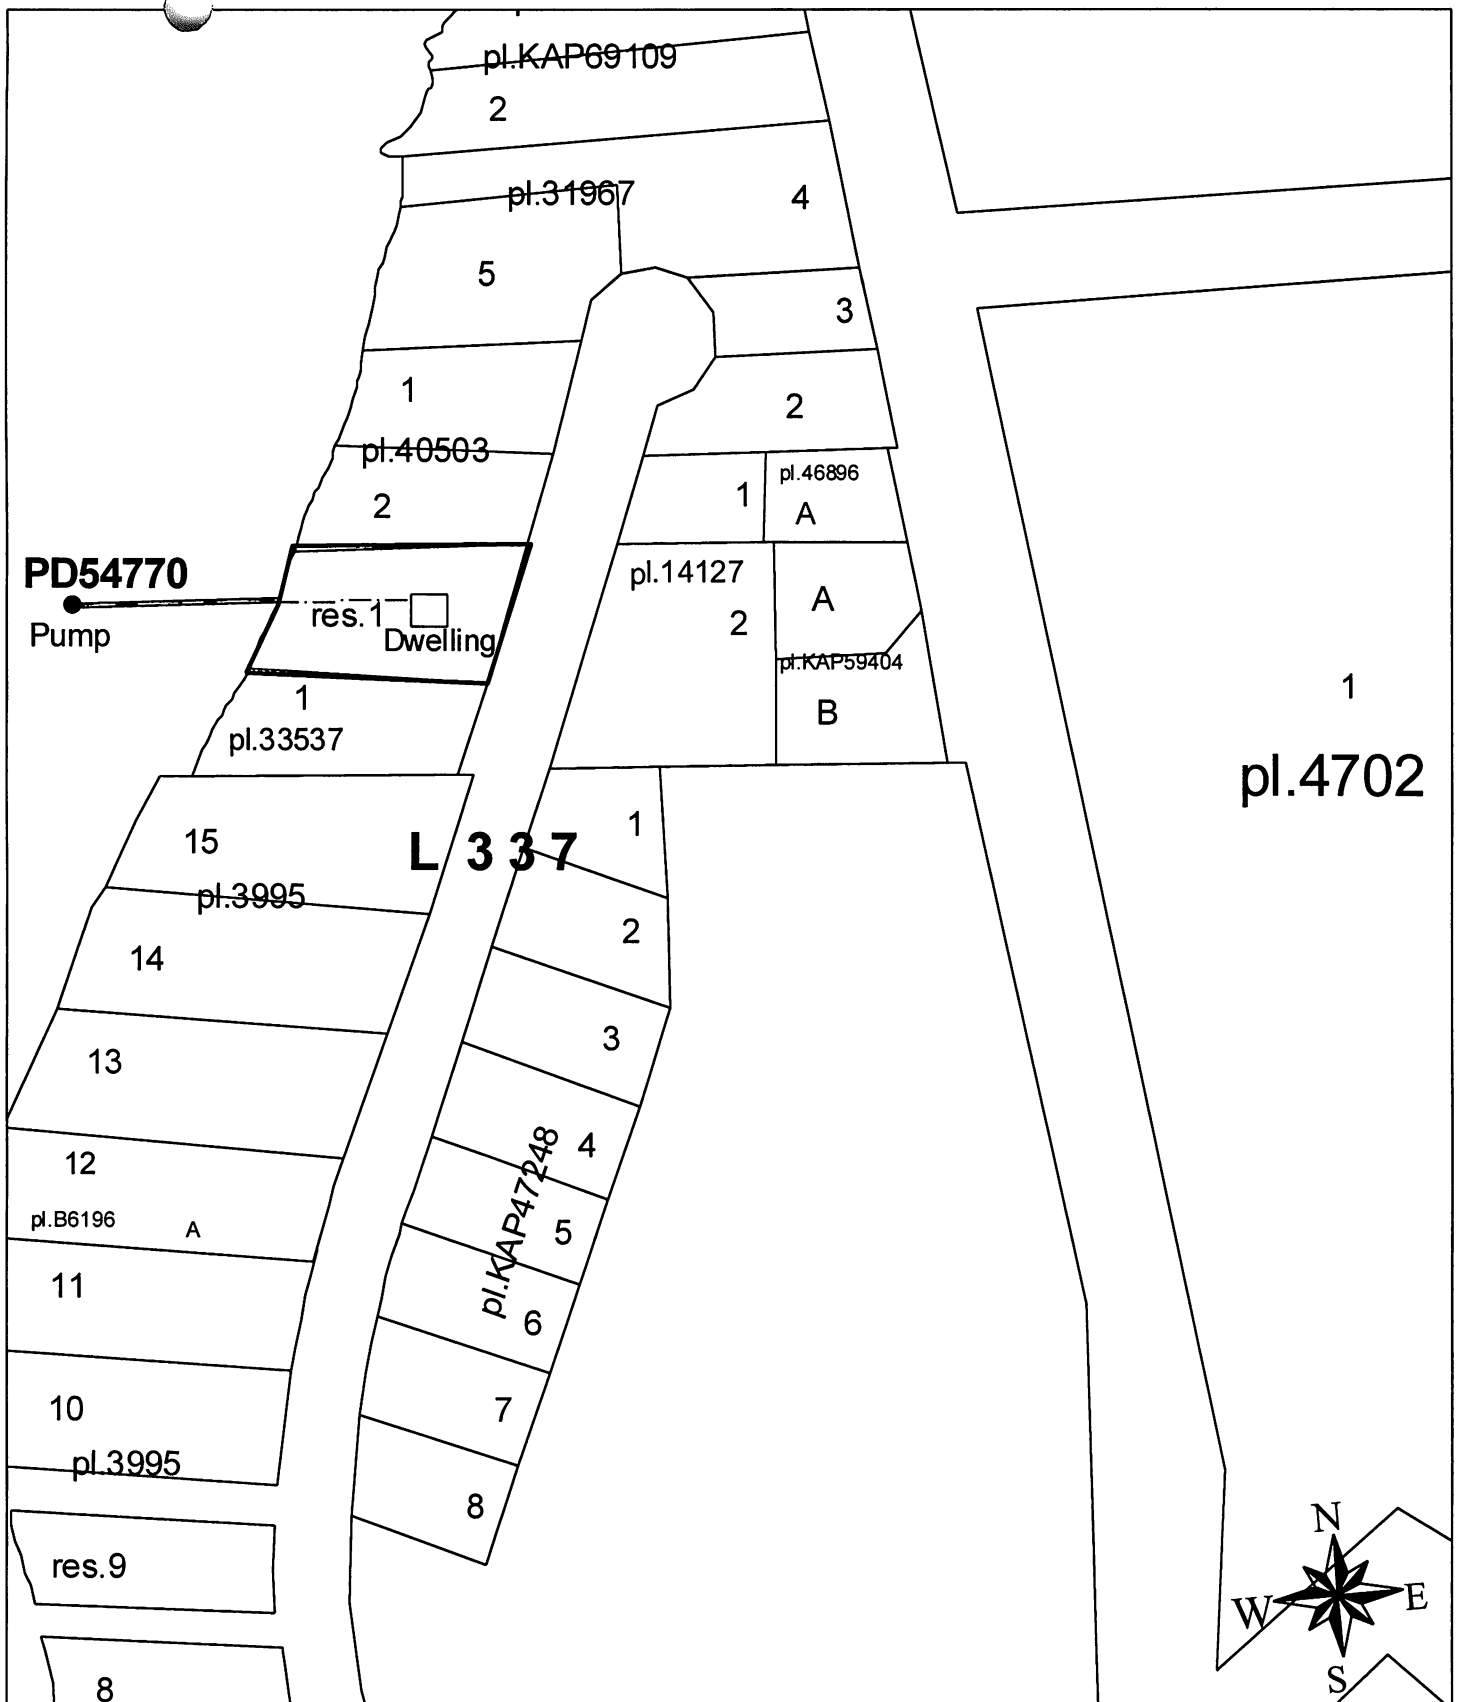 pl.KAP69109
2
pl.31967
4
5
3
1
2
pl.40503
pl.46896
1
2
A
PD54770
pl.14127
A
res.1
2
Pump
Dwelling
pl.KAP59404
1
1
B
pl.33537
pl.4702
1
15
L 337
pl.3995
2
14
3
13
4
12
pl.KAP47248
pl.B6196
A
5
11
6
10
7
pl.3995
8
N
res.9
W
E
S
8